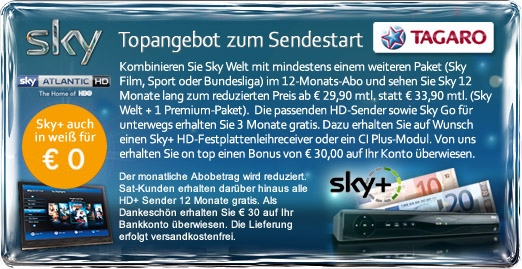 sky
Topangebot zum Sendestart
TAGARO
sky ATLANTIC HD
The Home of HBO
Kombinieren Sie Sky Welt mit mindestens einem weiteren Paket (Sky
Film, Sport oder Bundesliga) im 12-Monats-Abo und sehen Sie Sky 12
Monate lang zum reduzierten Preis ab € 29,90 mtl. statt € 33,90 mtl. (Sky
Welt + 1 Premium-Paket). Die passenden HD-Sender sowie Sky Go für
unterwegs erhalten Sie 3 Monate gratis. Dazu erhalten Sie auf Wunsch
einen Sky+ HD-Festplattenleihreceiver oder ein CI Plus-Modul. Von uns
erhalten Sie on top einen Bonus von € 30,00 auf Ihr Konto überwiesen.
Sky+ auch
in weiß für
€ 0
Der monatliche Abobetrag wird reduziert.
Sat-Kunden erhalten darüber hinaus alle
HD+ Sender 12 Monate gratis. Als
Dankeschön erhalten Sie € 30 auf Ihr
Bankkonto überwiesen. Die Lieferung
erfolgt versandkostenfrei.
sky+
10
20